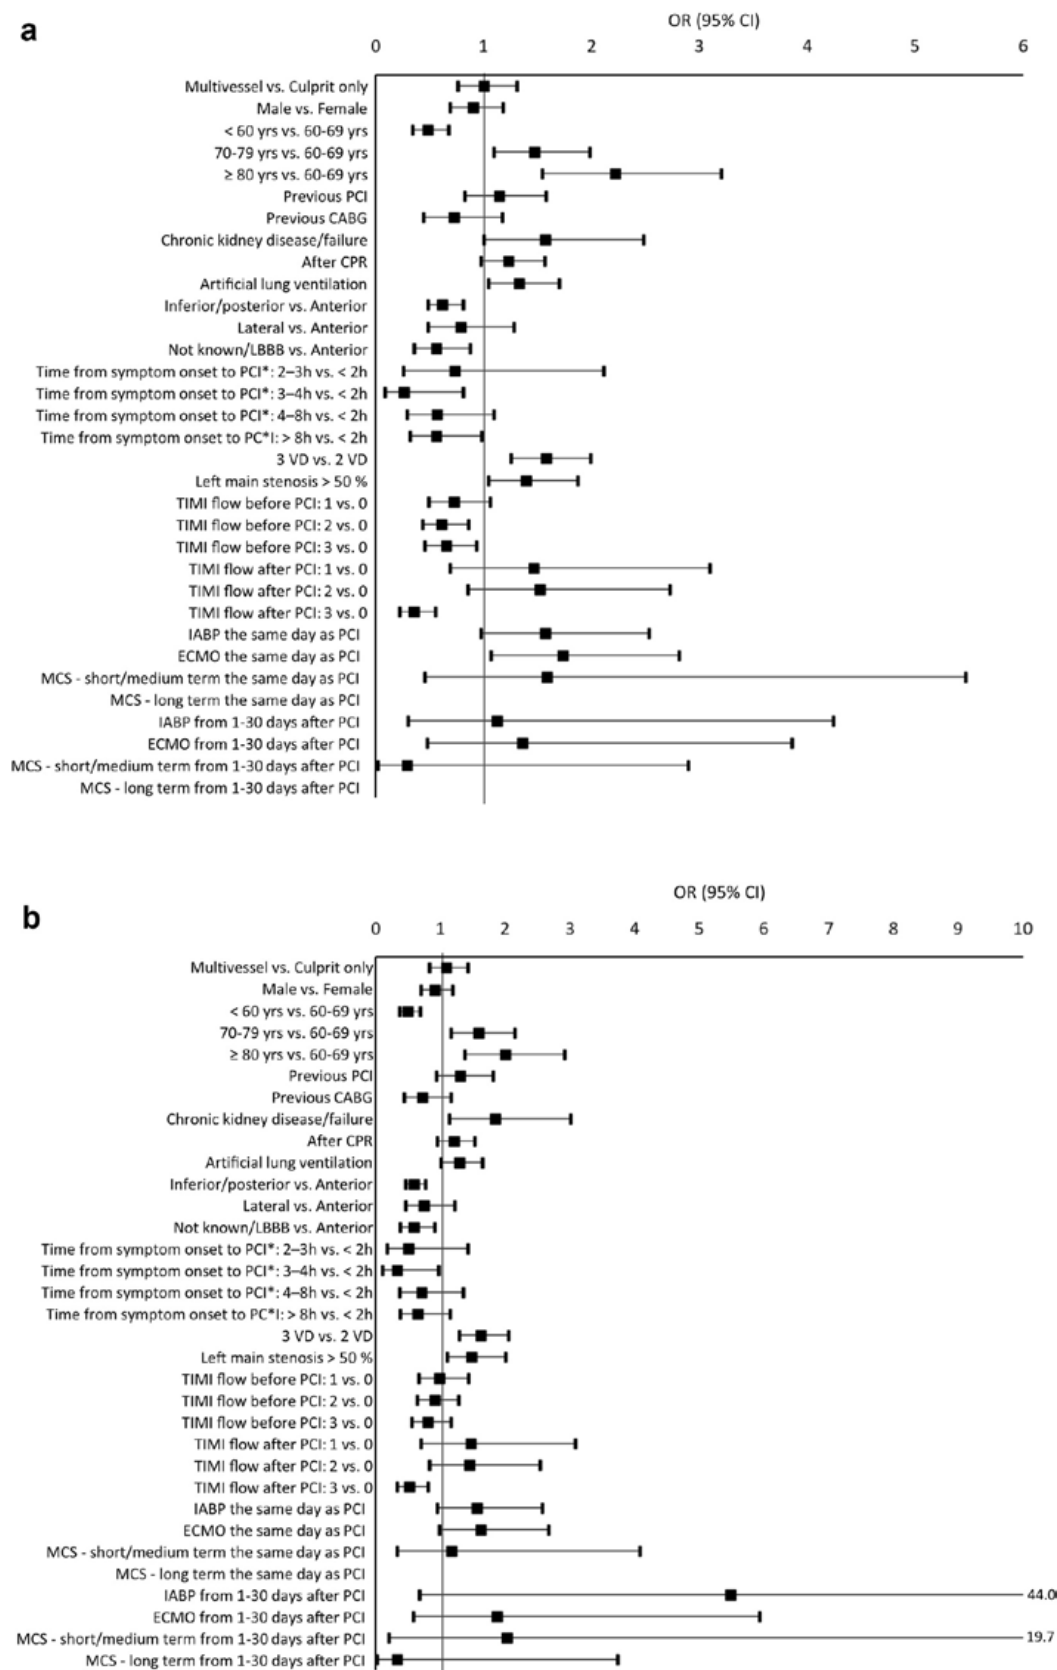 a
OR (95% CI)
0 1 2 3 4 5 6
Multivessel vs. Culprit only
Male vs. Female
< 60 yrs vs. 60-69 yrs
70-79 yrs vs. 60-69 yrs
≥ 80 yrs vs. 60-69 yrs
Previous PCI
Previous CABG
Chronic kidney disease/failure
After CPR
Artificial lung ventilation
Inferior/posterior vs. Anterior
Lateral vs. Anterior
Not known/LBBB vs. Anterior
Time from symptom onset to PCI*: 2–3h vs. < 2h
Time from symptom onset to PCI*: 3–4h vs. < 2h
Time from symptom onset to PCI*: 4–8h vs. < 2h
Time from symptom onset to PC*I: > 8h vs. < 2h
3 VD vs. 2 VD
Left main stenosis > 50 %
TIMI flow before PCI: 1 vs. 0
TIMI flow before PCI: 2 vs. 0
TIMI flow before PCI: 3 vs. 0
TIMI flow after PCI: 1 vs. 0
TIMI flow after PCI: 2 vs. 0
TIMI flow after PCI: 3 vs. 0
IABP the same day as PCI
ECMO the same day as PCI
MCS - short/medium term the same day as PCI
MCS - long term the same day as PCI
IABP from 1-30 days after PCI
ECMO from 1-30 days after PCI
MCS - short/medium term from 1-30 days after PCI
MCS - long term from 1-30 days after PCI
b
OR (95% CI)
0 1 2 3 4 5 6 7 8 9 10
Multivessel vs. Culprit only
Male vs. Female
< 60 yrs vs. 60-69 yrs
70-79 yrs vs. 60-69 yrs
≥ 80 yrs vs. 60-69 yrs
Previous PCI
Previous CABG
Chronic kidney disease/failure
After CPR
Artificial lung ventilation
Inferior/posterior vs. Anterior
Lateral vs. Anterior
Not known/LBBB vs. Anterior
Time from symptom onset to PCI*: 2–3h vs. < 2h
Time from symptom onset to PCI*: 3–4h vs. < 2h
Time from symptom onset to PCI*: 4–8h vs. < 2h
Time from symptom onset to PC*I: > 8h vs. < 2h
3 VD vs. 2 VD
Left main stenosis > 50 %
TIMI flow before PCI: 1 vs. 0
TIMI flow before PCI: 2 vs. 0
TIMI flow before PCI: 3 vs. 0
TIMI flow after PCI: 1 vs. 0
TIMI flow after PCI: 2 vs. 0
TIMI flow after PCI: 3 vs. 0
IABP the same day as PCI
ECMO the same day as PCI
MCS - short/medium term the same day as PCI
MCS - long term the same day as PCI
IABP from 1-30 days after PCI 44.0
ECMO from 1-30 days after PCI
MCS - short/medium term from 1-30 days after PCI 19.7
MCS - long term from 1-30 days after PCI